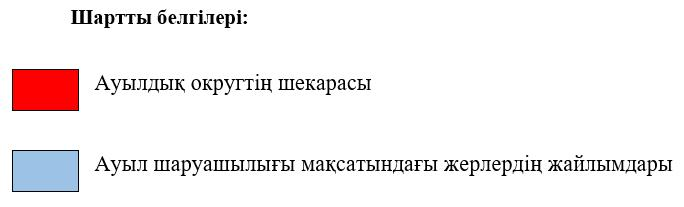 Шартты белгілері:
Ауылдық округтің шекарасы
Ауыл шаруашылығы мақсатындағы жерлердің жайлымдары